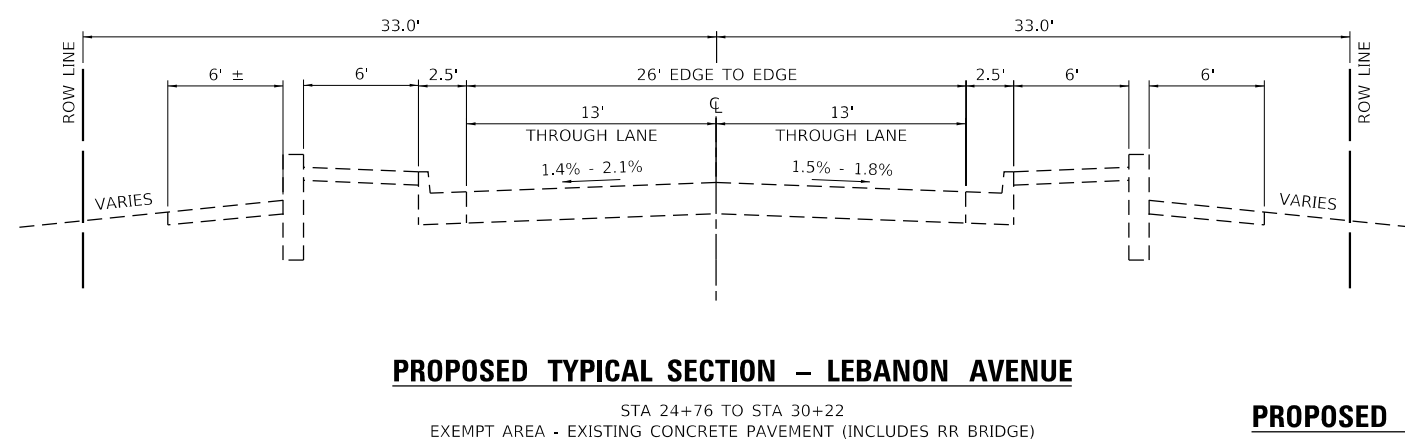 33.0' 33.0'
ROW LINE ROW LINE
6' ± 6' 2.5' 26' EDGE TO EDGE 2.5' 6' 6'
℄
13' 13'
THROUGH LANE THROUGH LANE
1.4% - 2.1% 1.5% - 1.8%
VARIES VARIES
PROPOSED TYPICAL SECTION – LEBANON AVENUE
STA 24+76 TO STA 30+22
EXEMPT AREA - EXISTING CONCRETE PAVEMENT (INCLUDES RR BRIDGE)
PROPOSED